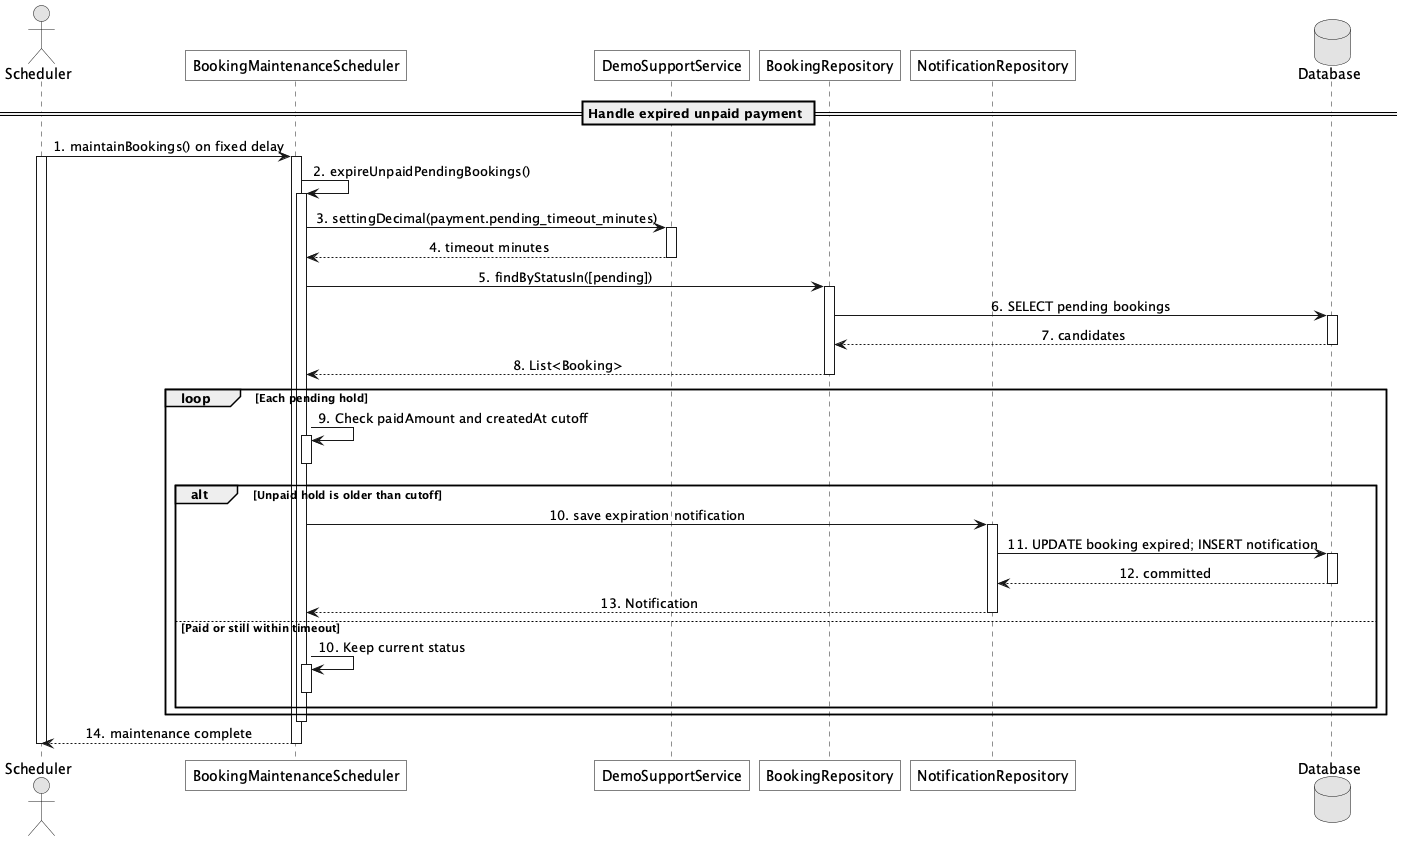 Scheduler
BookingMaintenanceScheduler
DemoSupportService
BookingRepository
NotificationRepository
Database
Handle expired unpaid payment
1. maintainBookings() on fixed delay
2. expireUnpaidPendingBookings()
3. settingDecimal(payment.pending_timeout_minutes)
4. timeout minutes
5. findByStatusIn([pending])
6. SELECT pending bookings
7. candidates
8. List<Booking>
loop [Each pending hold]
9. Check paidAmount and createdAt cutoff
alt [Unpaid hold is older than cutoff]
10. save expiration notification
11. UPDATE booking expired; INSERT notification
12. committed
13. Notification
[Paid or still within timeout]
10. Keep current status
14. maintenance complete
Scheduler
BookingMaintenanceScheduler
DemoSupportService
BookingRepository
NotificationRepository
Database